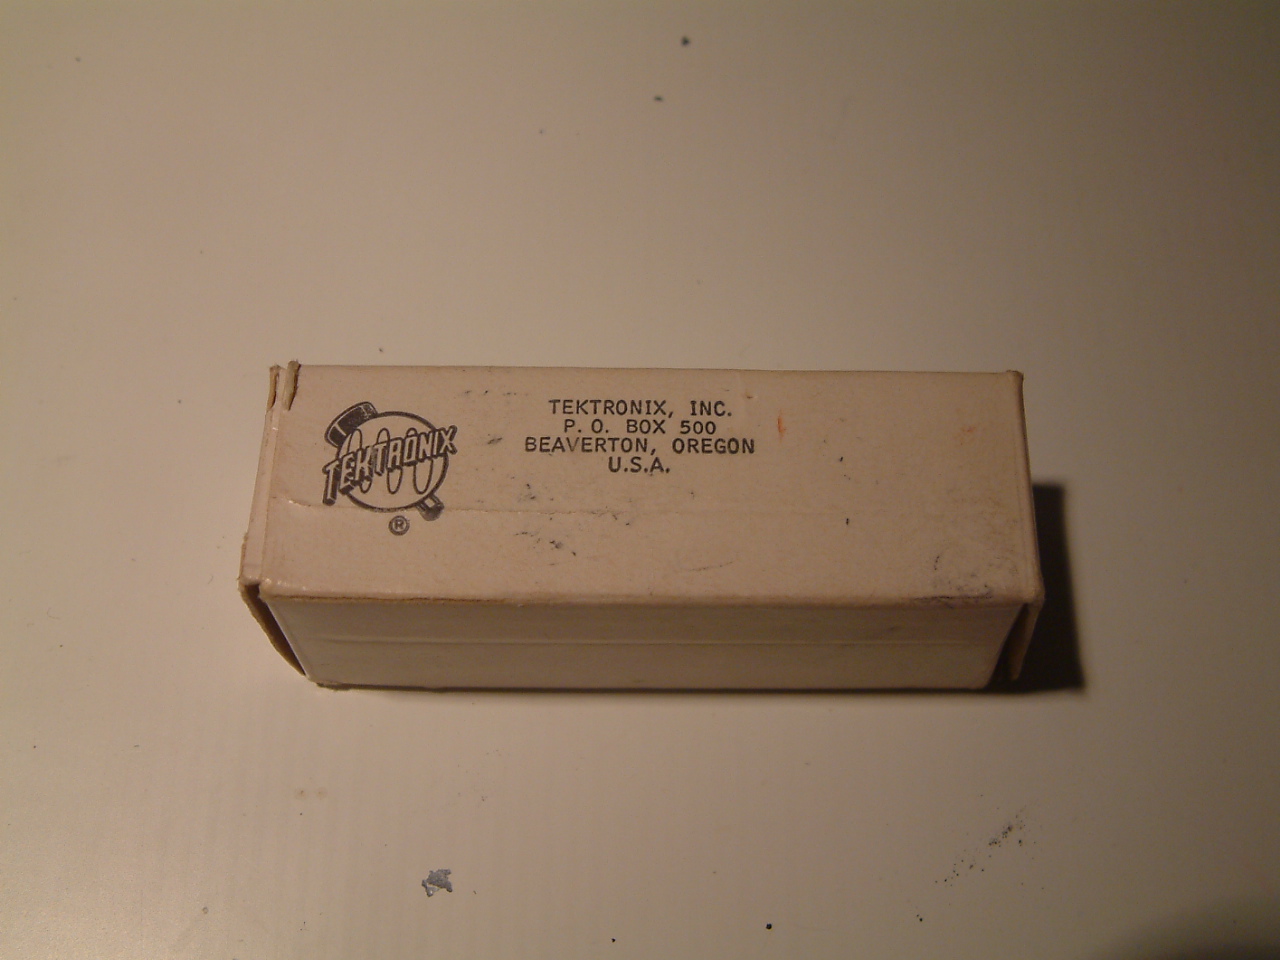 TEKTRONIX
®
TEKTRONIX, INC.
P. O. BOX 500
BEAVERTON, OREGON
U.S.A.